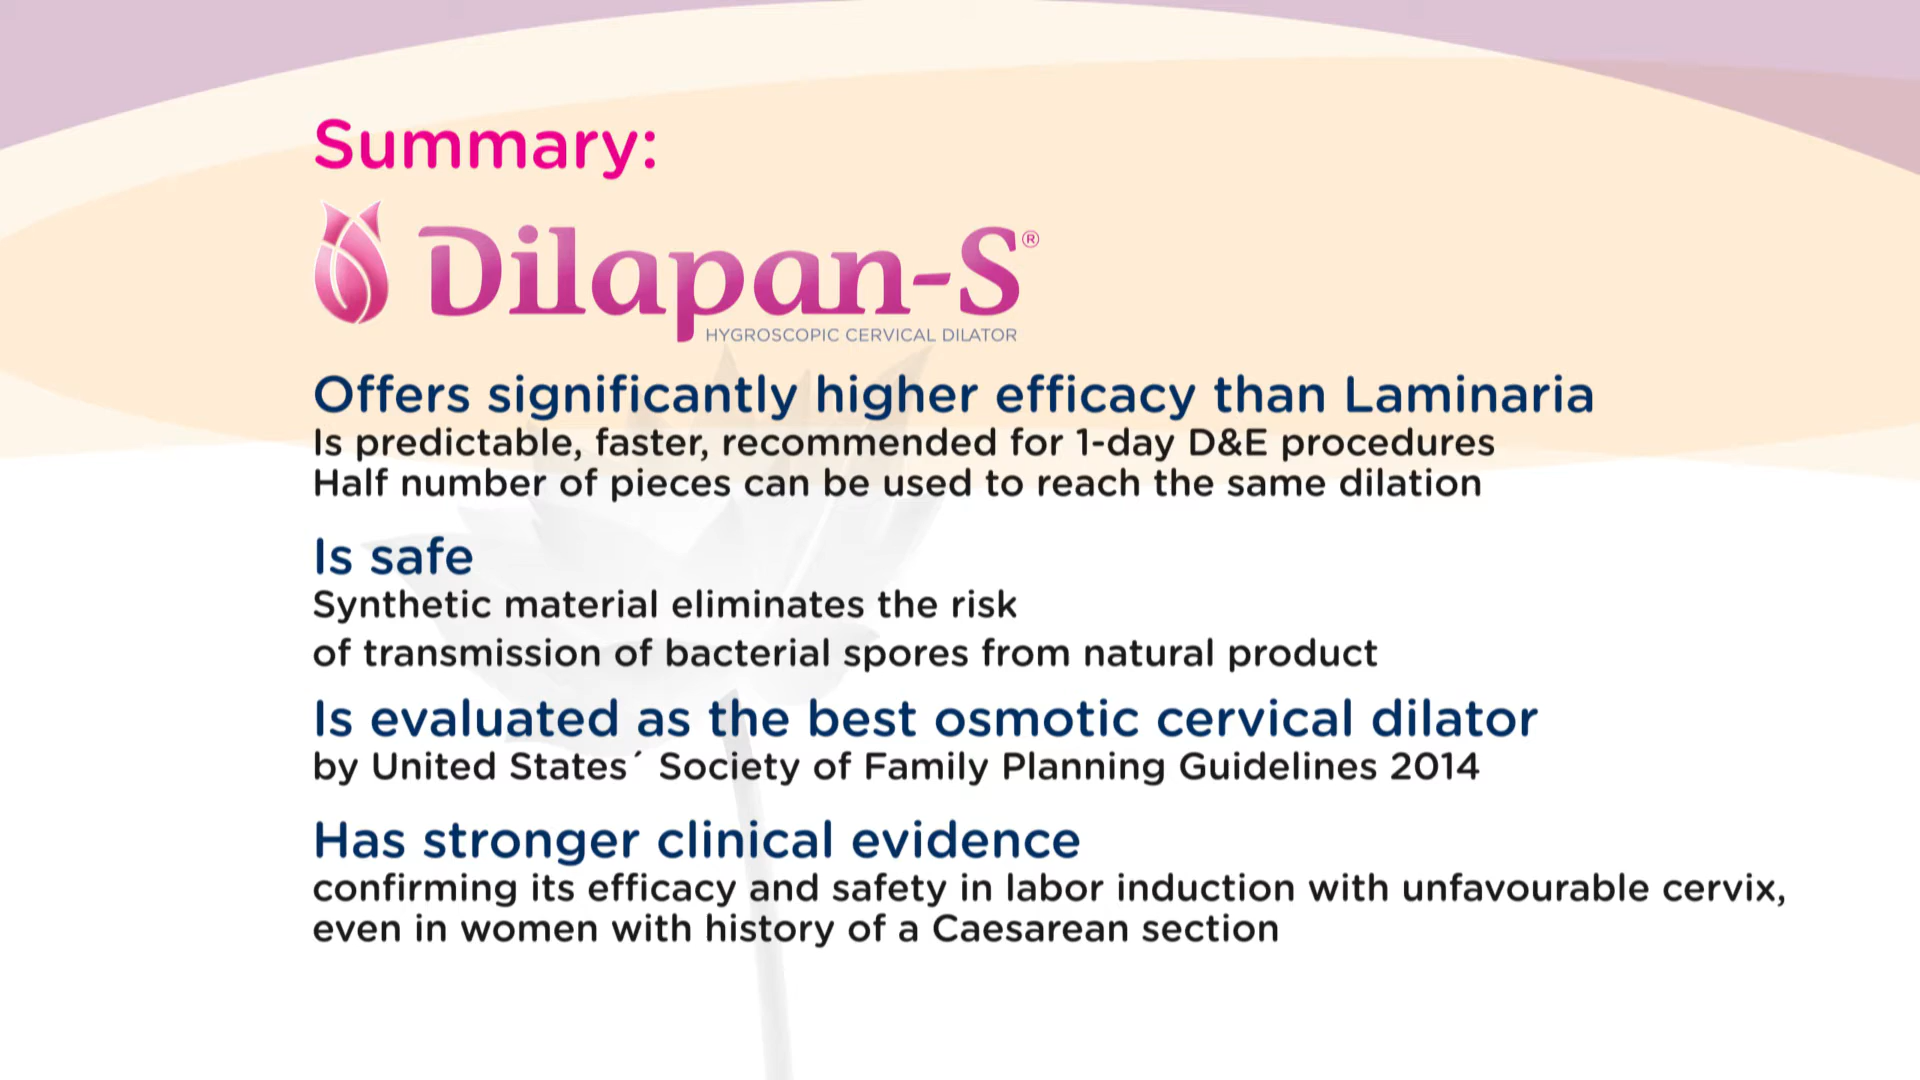 Summary:
Dilapan-S®
HYGROSCOPIC CERVICAL DILATOR
Offers significantly higher efficacy than Laminaria
Is predictable, faster, recommended for 1-day D&E procedures
Half number of pieces can be used to reach the same dilation
Is safe
Synthetic material eliminates the risk
of transmission of bacterial spores from natural product
Is evaluated as the best osmotic cervical dilator
by United States´ Society of Family Planning Guidelines 2014
Has stronger clinical evidence
confirming its efficacy and safety in labor induction with unfavourable cervix,
even in women with history of a Caesarean section